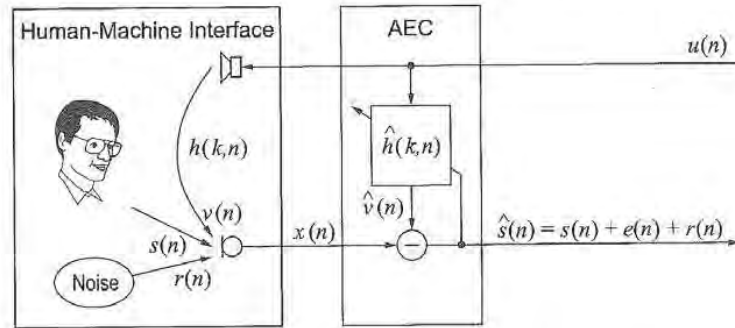 Human-Machine Interface
AEC
u(n)
h(k,n)
ĥ(k,n)
v(n)
v̂(n)
s(n)
x(n)
ŝ(n) = s(n) + e(n) + r(n)
Noise
r(n)